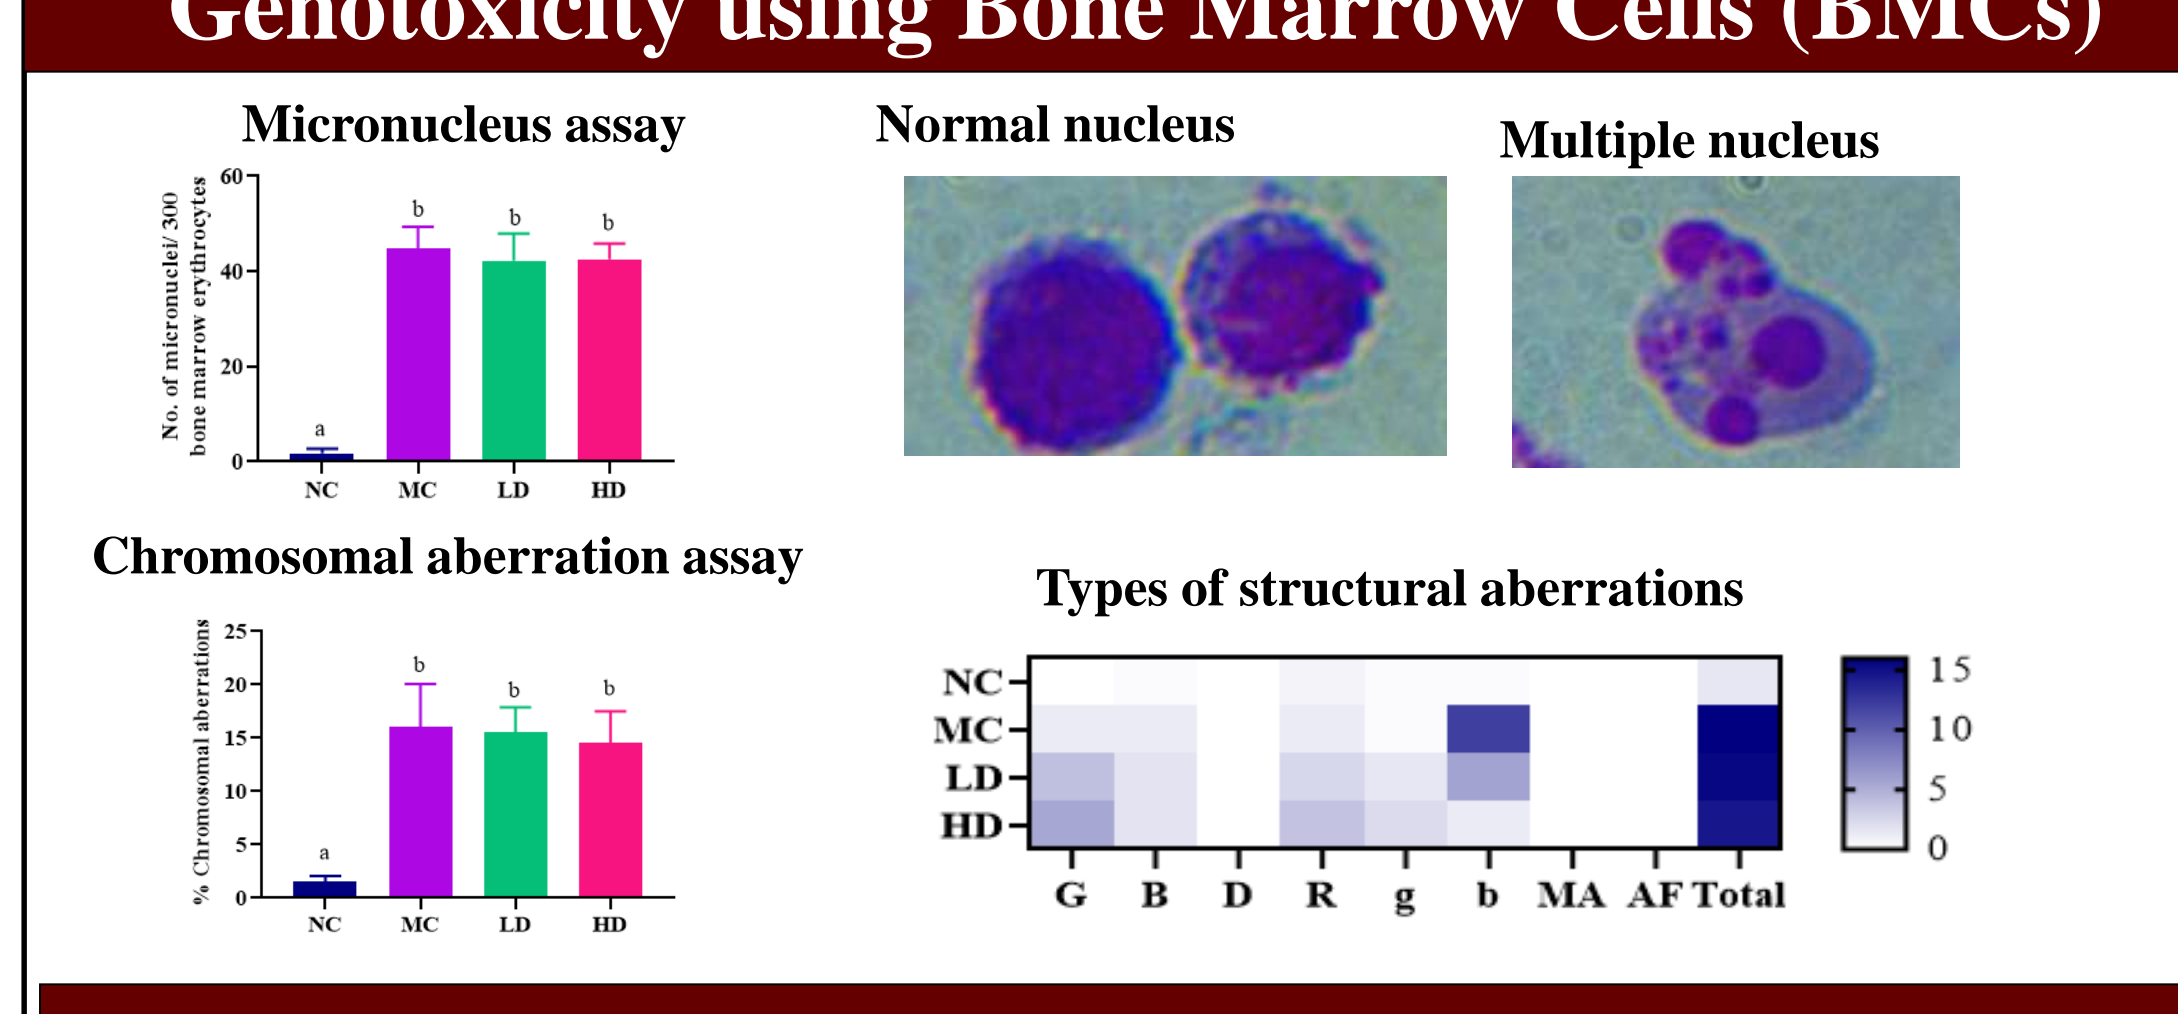 Genotoxicity using Bone Marrow Cells (BMCs)
Micronucleus assay
No. of micronuclei/ 300
bone marrow erythrocytes
60
40
20
0
a
b
b
b
NC
MC
LD
HD
Normal nucleus
Multiple nucleus
Chromosomal aberration assay
% Chromosomal aberrations
25
20
15
10
5
0
a
b
b
b
NC
MC
LD
HD
Types of structural aberrations
NC
MC
LD
HD
G B D R g b MA AF Total
15
10
5
0